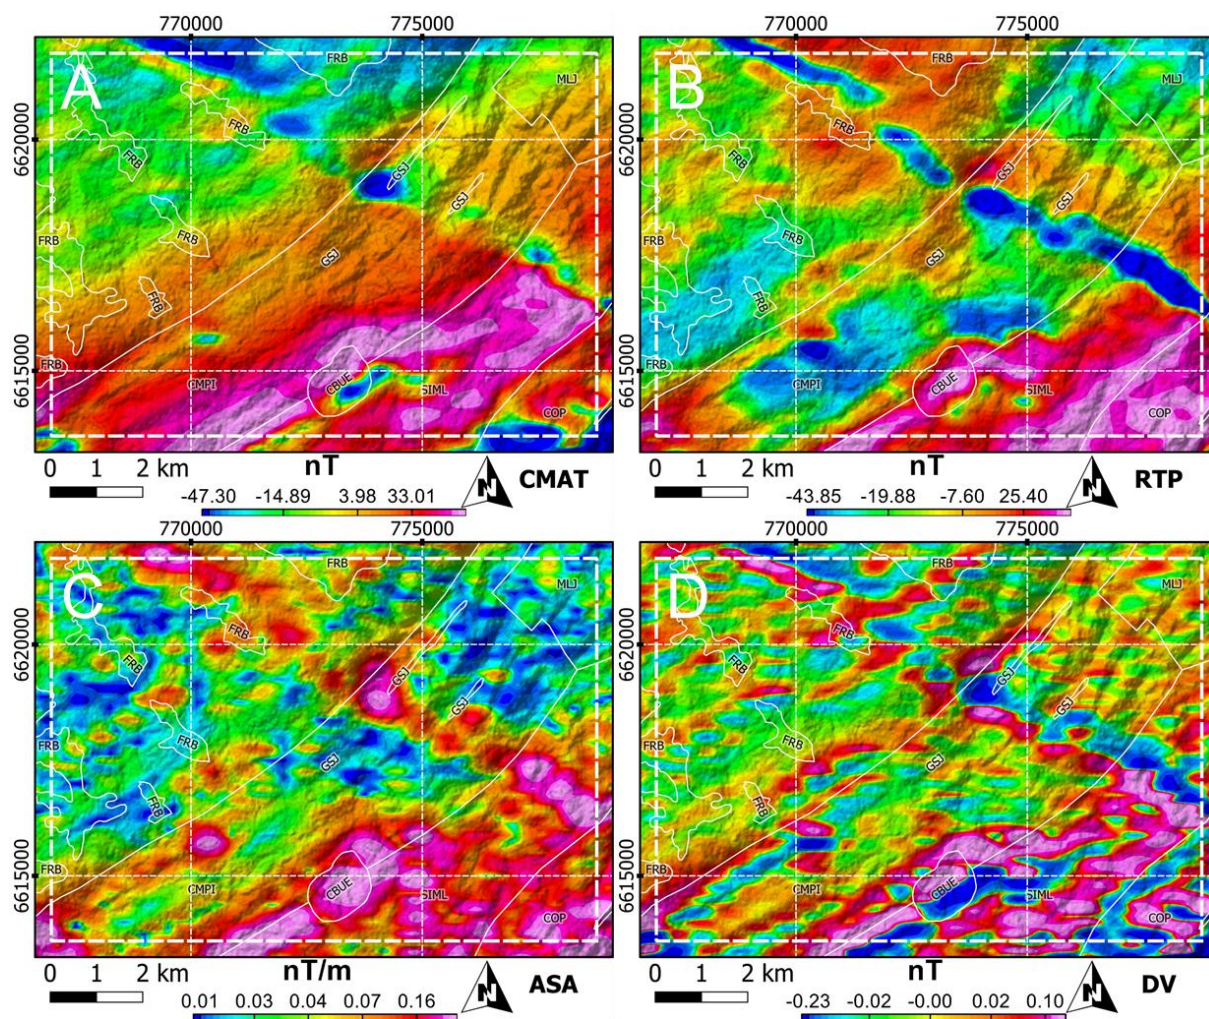 770000 775000 770000 775000
A B
FRB MLJ FRB MLJ
FRB FRB
6620000 6620000
FRB FRB
GSJ GSJ
GSJ GSJ
FRB FRB FRB FRB
GSJ GSJ
FRB FRB
6615000 6615000
FRB FRB
CMPI CBUE SIML CMPI CBUE SIML
COP COP
0 1 2 km nT N CMAT 0 1 2 km nT N RTP
-47.30 -14.89 3.98 33.01 -43.85 -19.88 -7.60 25.40
770000 775000 770000 775000
C D
FRB MLJ FRB MLJ
FRB FRB
6620000 6620000
FRB FRB
GSJ GSJ
GSJ GSJ
FRB FRB FRB FRB
GSJ GSJ
FRB FRB
6615000 6615000
FRB FRB
CMPI CBUE SIML CMPI CBUE SIML
COP COP
0 1 2 km nT/m N ASA 0 1 2 km nT N DV
0.01 0.03 0.04 0.07 0.16 -0.23 -0.02 -0.00 0.02 0.10